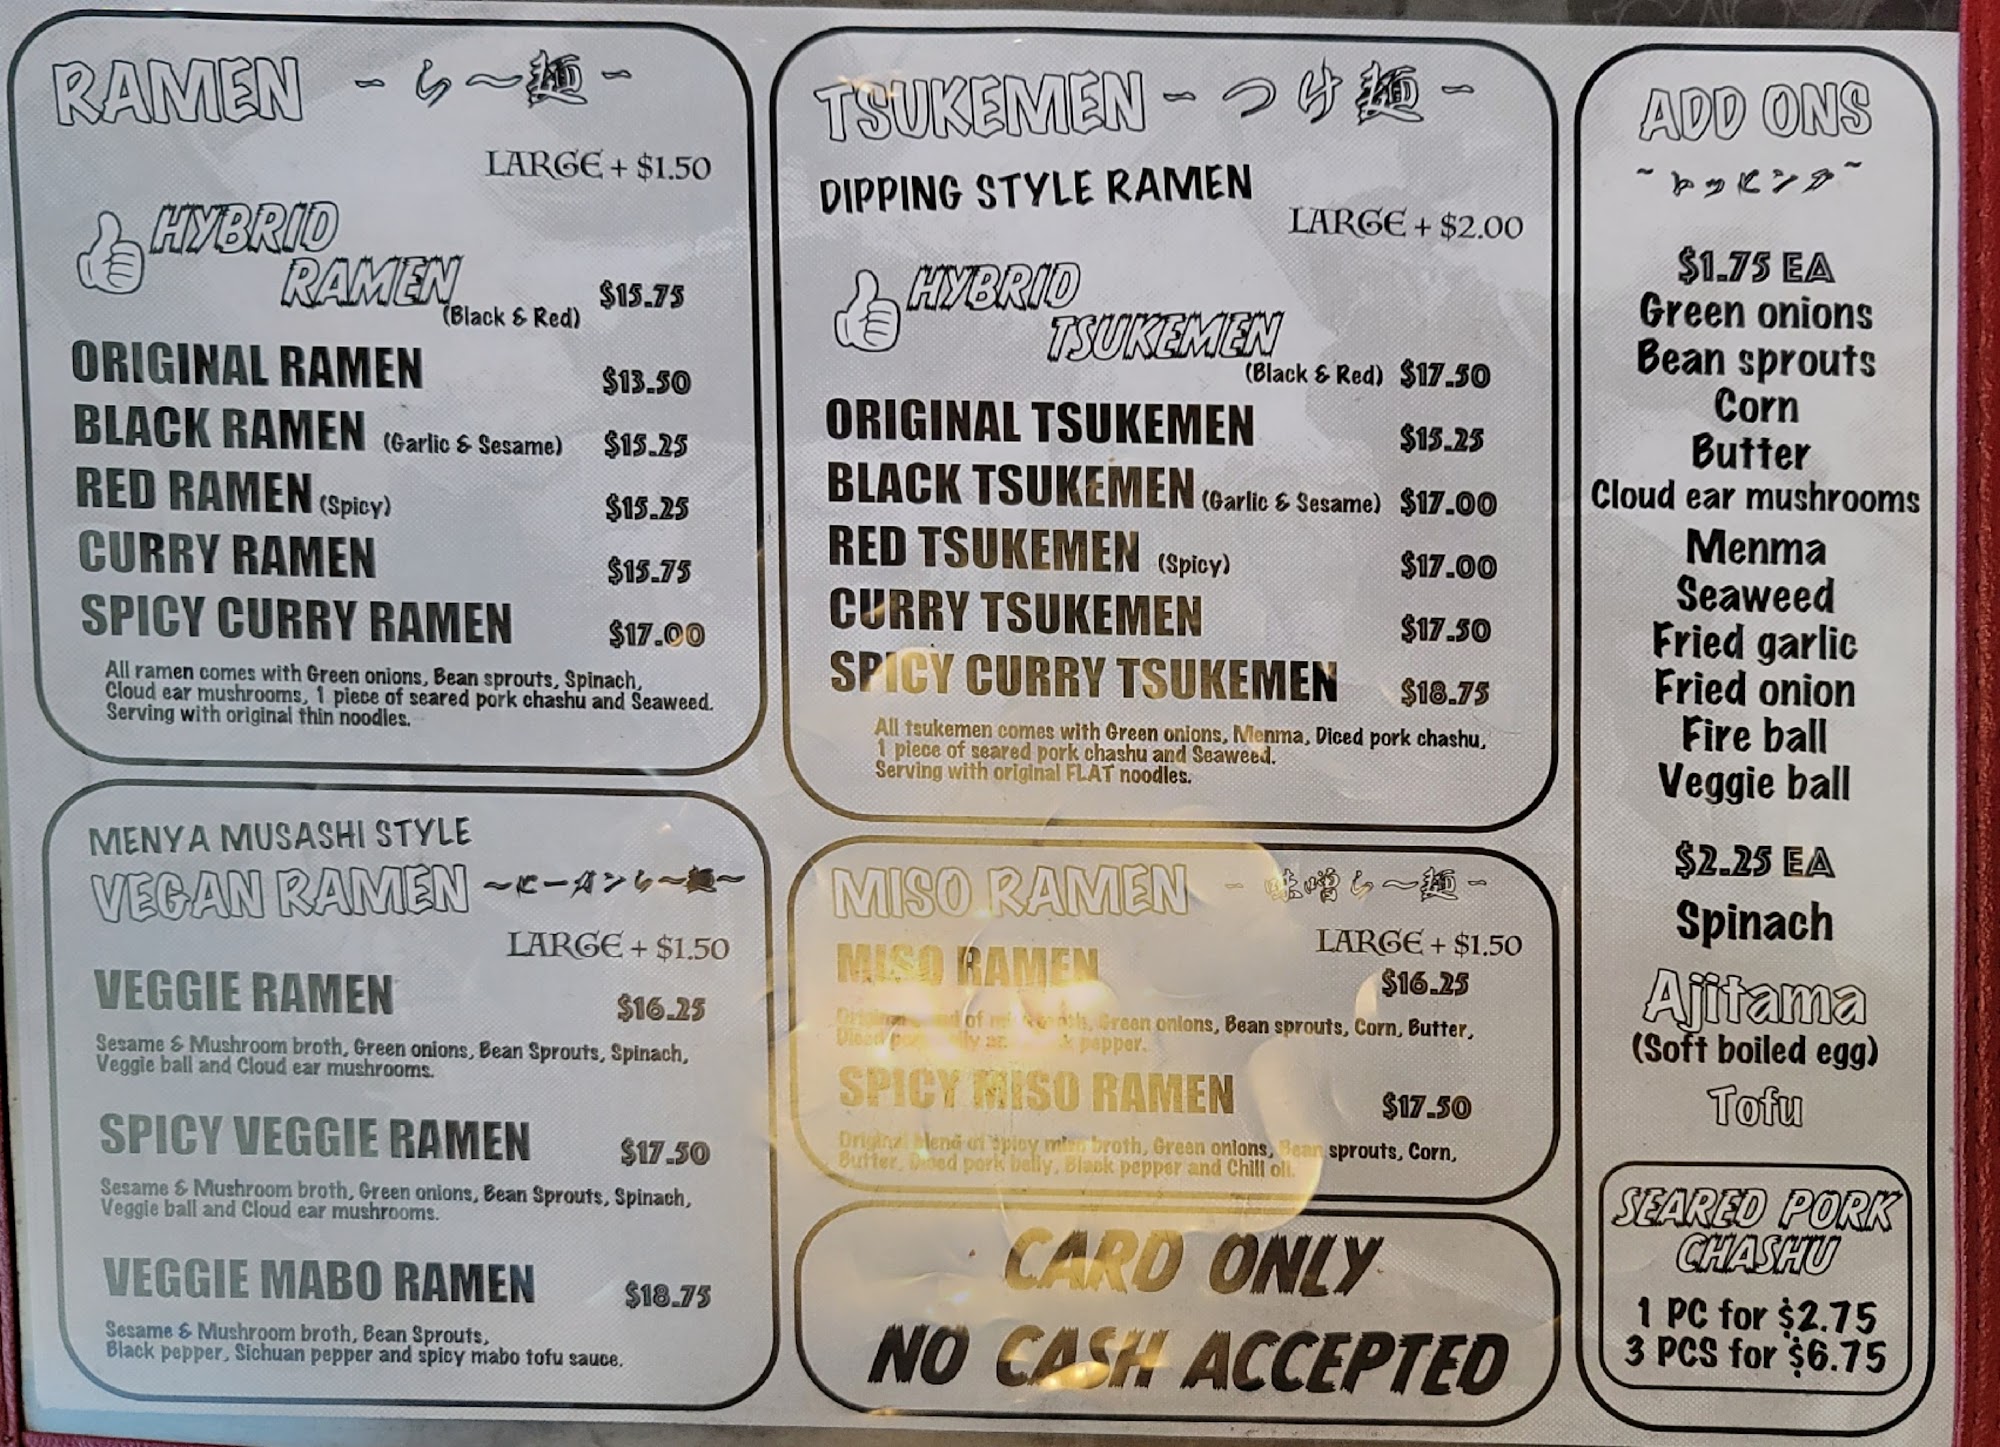 RAMEN ～らー麺～
LARGE + $1.50
HYBRID
RAMEN
(Black & Red) $15.75
ORIGINAL RAMEN $13.50
BLACK RAMEN (Garlic & Sesame) $15.25
RED RAMEN (Spicy) $15.25
CURRY RAMEN $15.75
SPICY CURRY RAMEN $17.00
All ramen comes with Green onions, Bean sprouts, Spinach,
Cloud ear mushrooms, 1 piece of seared pork chashu and Seaweed.
Serving with original thin noodles.
MENYA MUSASHI STYLE
VEGAN RAMEN ～ビーガンらー麺～
LARGE + $1.50
VEGGIE RAMEN $16.25
Sesame & Mushroom broth, Green onions, Bean Sprouts, Spinach,
Veggie ball and Cloud ear mushrooms.
SPICY VEGGIE RAMEN $17.50
Sesame & Mushroom broth, Green onions, Bean Sprouts, Spinach,
Veggie ball and Cloud ear mushrooms.
VEGGIE MABO RAMEN $18.75
Sesame & Mushroom broth, Bean Sprouts,
Black pepper, Sichuan pepper and spicy mabo tofu sauce.
TSUKEMEN ～つけ麺～
DIPPING STYLE RAMEN
LARGE + $2.00
HYBRID
TSUKEMEN
(Black & Red) $17.50
ORIGINAL TSUKEMEN $15.25
BLACK TSUKEMEN (Garlic & Sesame) $17.00
RED TSUKEMEN (Spicy) $17.00
CURRY TSUKEMEN $17.50
SPICY CURRY TSUKEMEN $18.75
All tsukemen comes with Green onions, Menma, Diced pork chashu,
1 piece of seared pork chashu and Seaweed.
Serving with original FLAT noodles.
MISO RAMEN ～味噌らー麺～
LARGE + $1.50
MISO RAMEN $16.25
of Green onions, Bean sprouts, Corn, Butter,
pepper.
SPICY MISO RAMEN $17.50
Original blend of spicy miso broth, Green onions, Bean sprouts, Corn,
Butter, Diced pork belly, Black pepper and Chili oil.
CARD ONLY
NO CASH ACCEPTED
ADD ONS
～トッピング～
$1.75 EA
Green onions
Bean sprouts
Corn
Butter
Cloud ear mushrooms
Menma
Seaweed
Fried garlic
Fried onion
Fire ball
Veggie ball
$2.25 EA
Spinach
Ajitama
(Soft boiled egg)
Tofu
SEARED PORK
CHASHU
1 PC for $2.75
3 PCS for $6.75